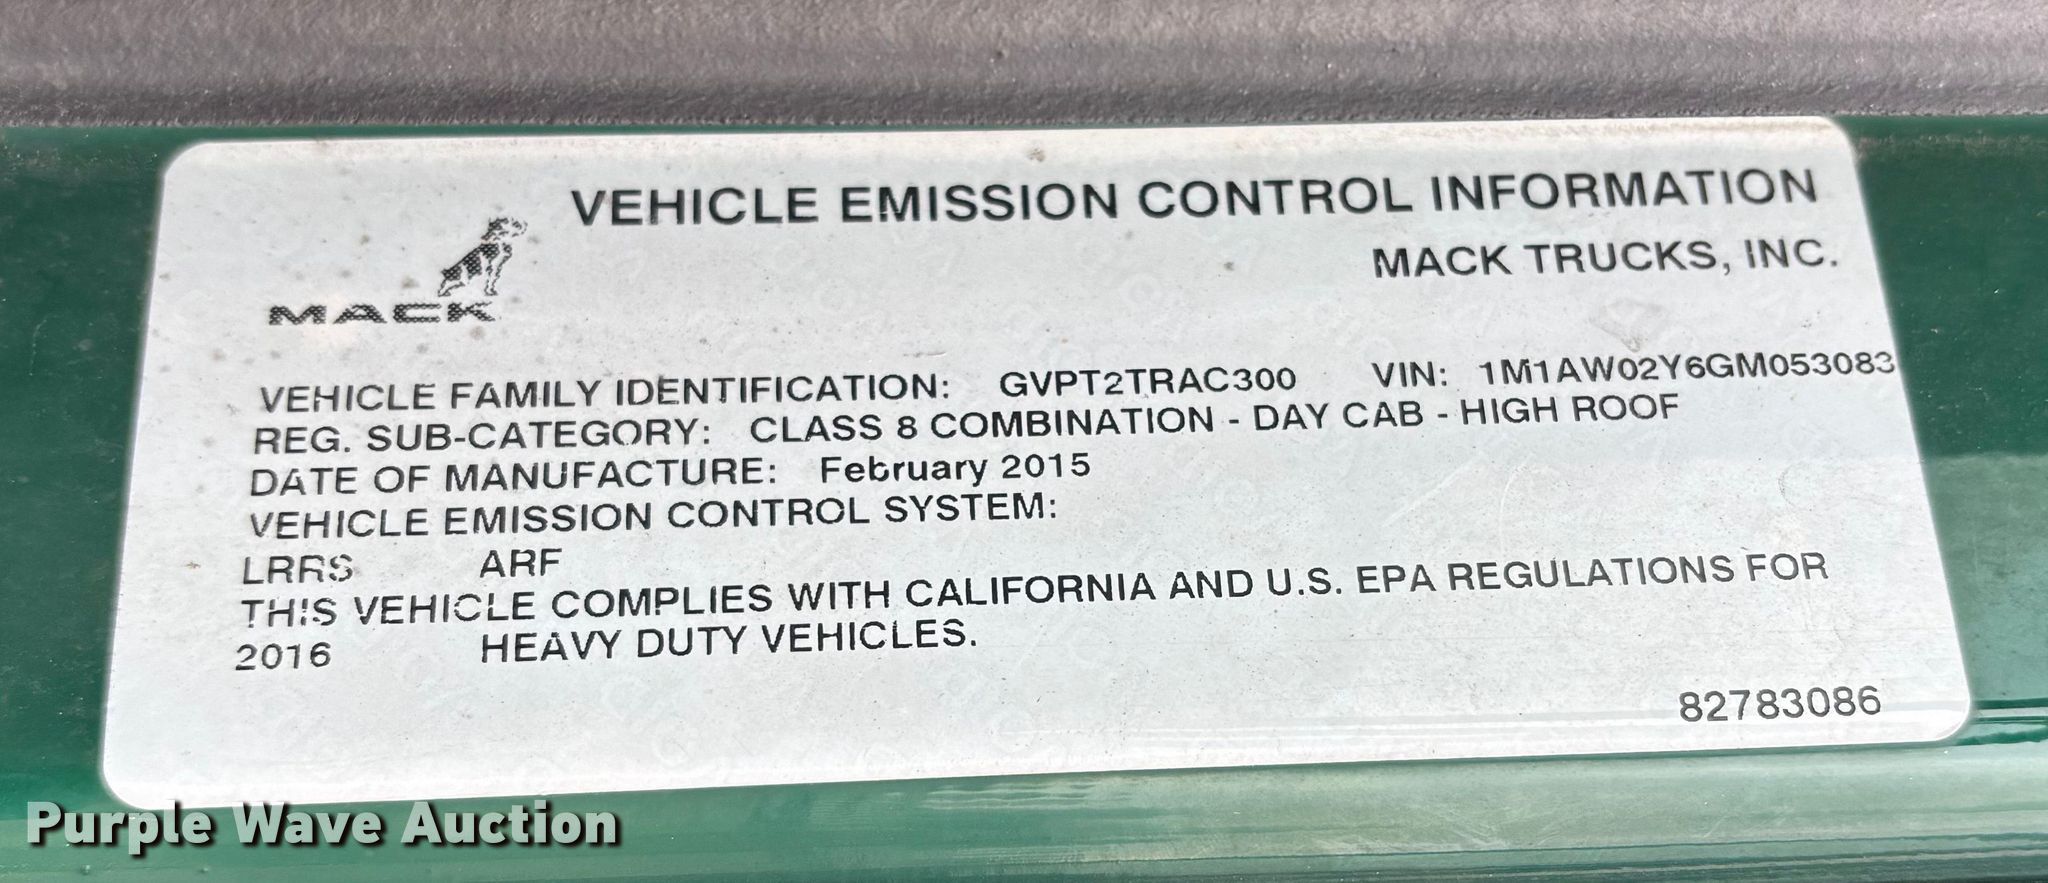 VEHICLE EMISSION CONTROL INFORMATION
MACK TRUCKS, INC.
MACK
VEHICLE FAMILY IDENTIFICATION: GVPT2TRAC300 VIN: 1M1AW02Y6GM053083
REG. SUB-CATEGORY: CLASS 8 COMBINATION - DAY CAB - HIGH ROOF
DATE OF MANUFACTURE: February 2015
VEHICLE EMISSION CONTROL SYSTEM:
LRRS ARF
THIS VEHICLE COMPLIES WITH CALIFORNIA AND U.S. EPA REGULATIONS FOR
2016 HEAVY DUTY VEHICLES.
82783086
Purple Wave Auction